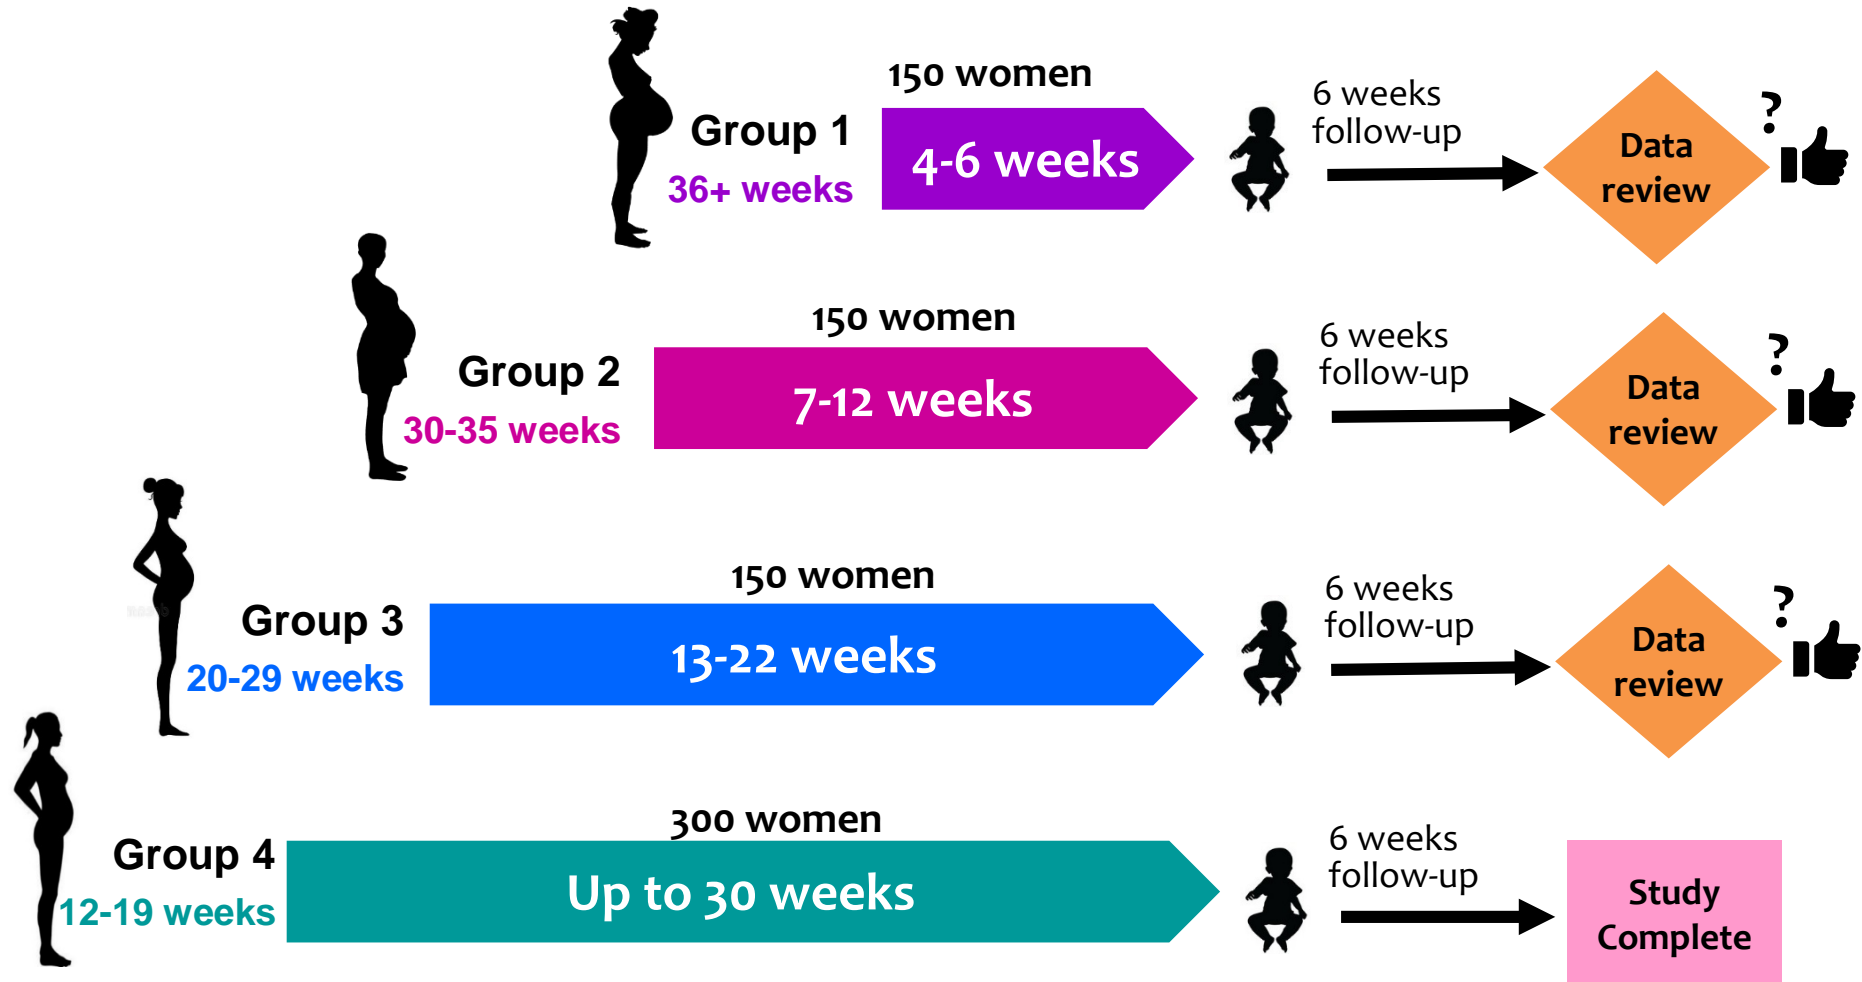 150 women
Group 1
36+ weeks
4-6 weeks
6 weeks
follow-up
Data
review
?
150 women
Group 2
30-35 weeks
7-12 weeks
6 weeks
follow-up
Data
review
?
150 women
Group 3
20-29 weeks
13-22 weeks
6 weeks
follow-up
Data
review
?
300 women
Group 4
12-19 weeks
Up to 30 weeks
6 weeks
follow-up
Study
Complete